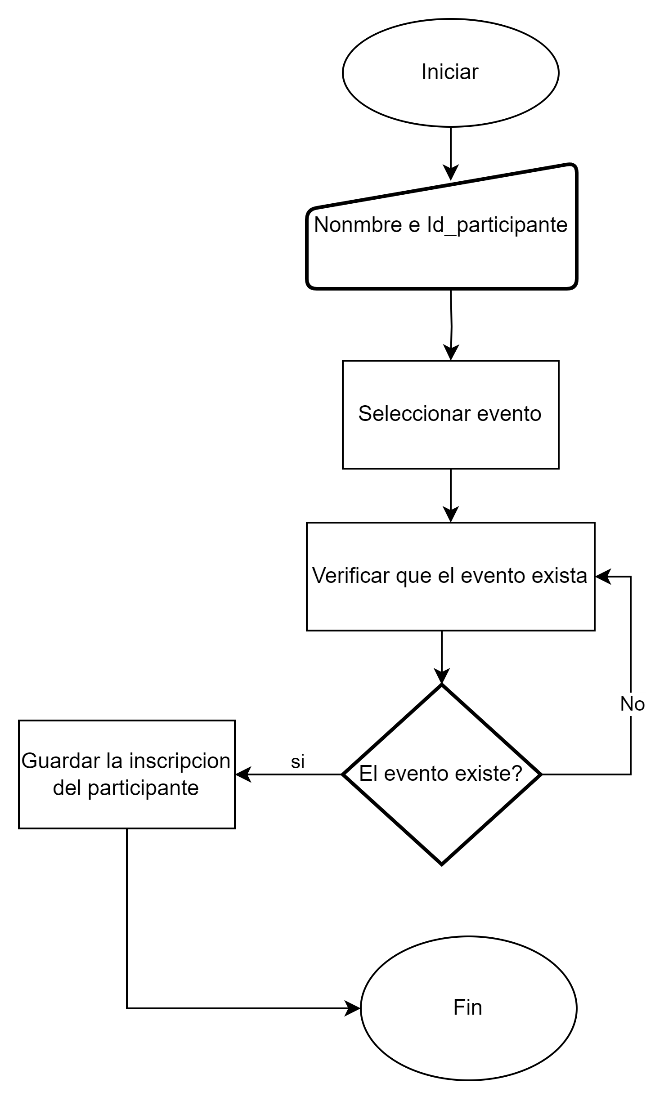 Iniciar
Nonmbre e Id_participante
Seleccionar evento
Verificar que el evento exista
No
si
El evento existe?
Guardar la inscripcion
del participante
Fin